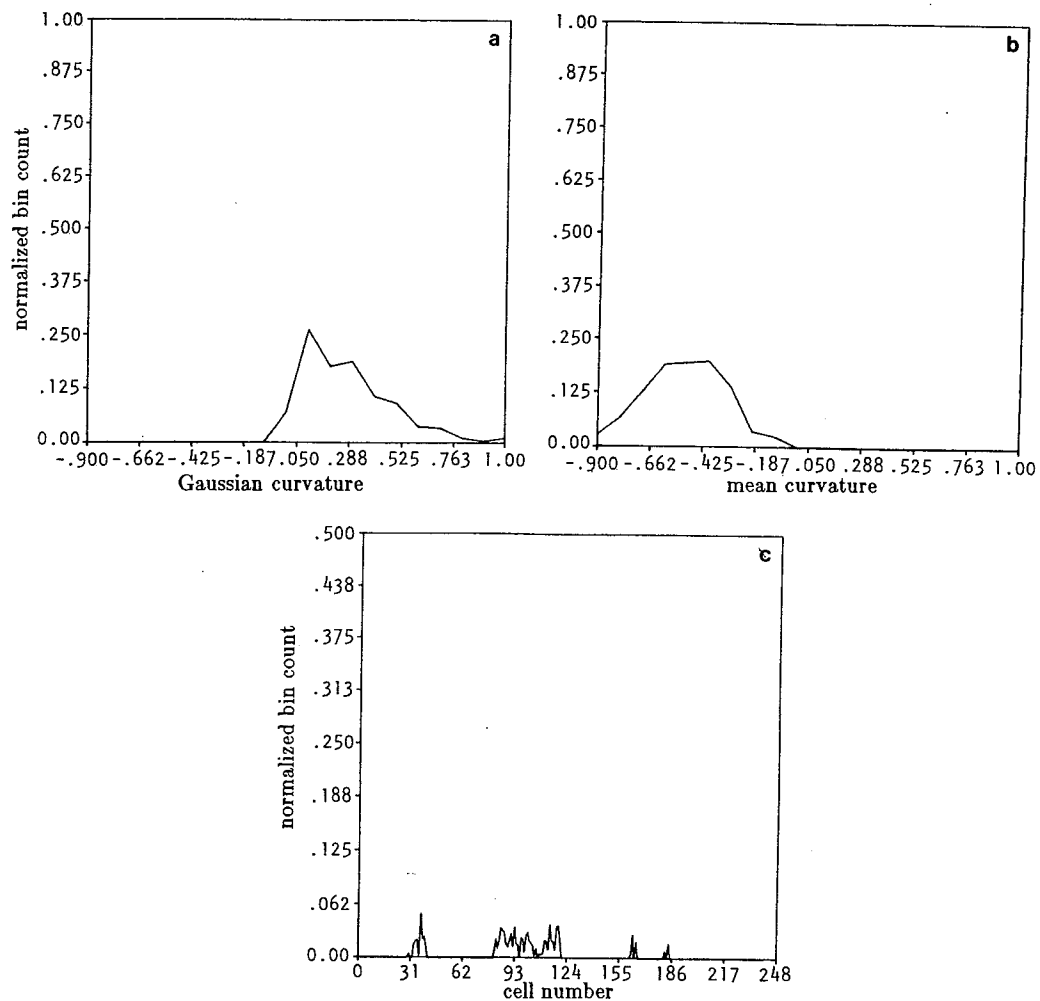 a
normalized bin count
1.00
.875
.750
.625
.500
.375
.250
.125
0.00
-.900 -.662 -.425 -.187 .050 .288 .525 .763 1.00
Gaussian curvature
b
1.00
.875
.750
.625
.500
.375
.250
.125
0.00
-.900 -.662 -.425 -.187 .050 .288 .525 .763 1.00
mean curvature
c
normalized bin count
.500
.438
.375
.313
.250
.188
.125
.062
0.00
0 31 62 93 124 155 186 217 248
cell number